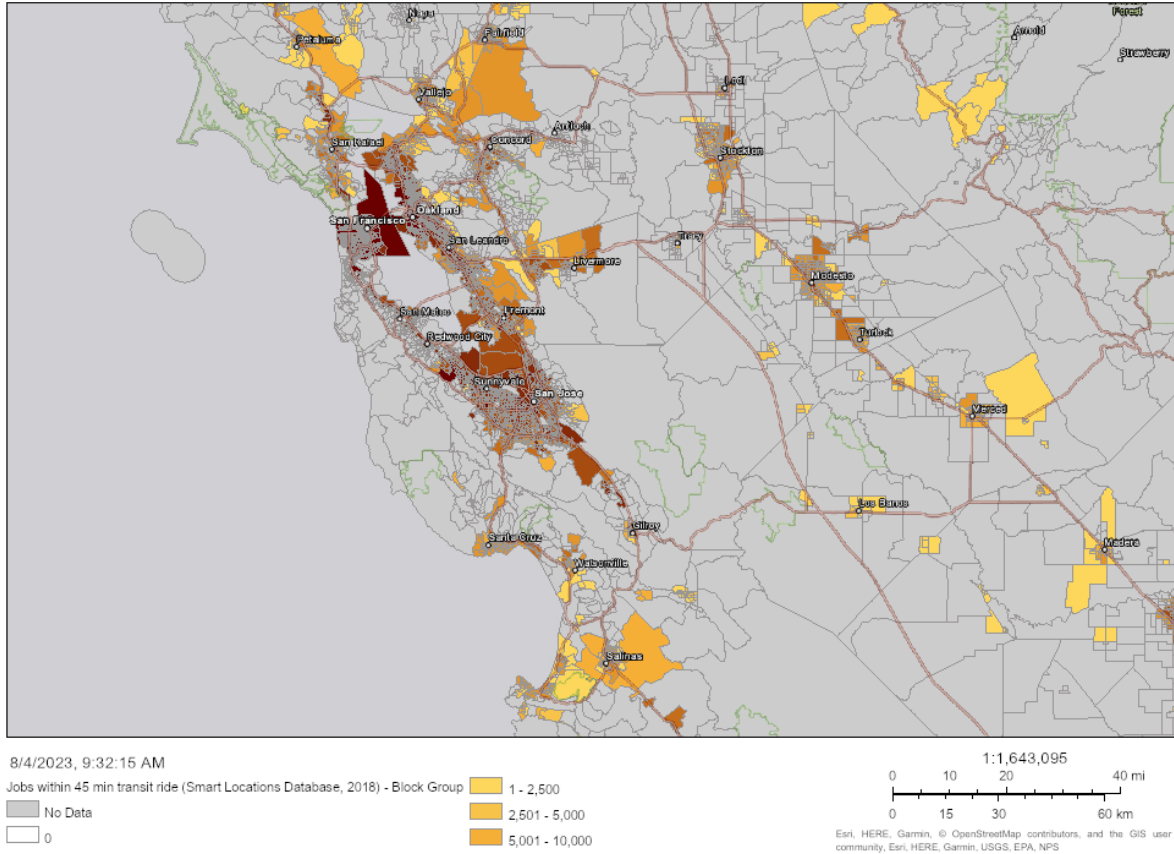 Napa
Forest
Arnold
Strawberry
Petaluma
Fairfield
Lodi
Vallejo
Antioch
San Rafael
Concord
Stockton
San Francisco
Oakland
San Leandro
Tracy
Livermore
Modesto
San Mateo
Fremont
Turlock
Redwood City
Sunnyvale
San Jose
Merced
Los Banos
Gilroy
Santa Cruz
Madera
Watsonville
Salinas
8/4/2023, 9:32:15 AM
Jobs within 45 min transit ride (Smart Locations Database, 2018) - Block Group
No Data
0
1 - 2,500
2,501 - 5,000
5,001 - 10,000
1:1,643,095
0 10 20 40 mi
0 15 30 60 km
Esri, HERE, Garmin, © OpenStreetMap contributors, and the GIS user
community, Esri, HERE, Garmin, USGS, EPA, NPS